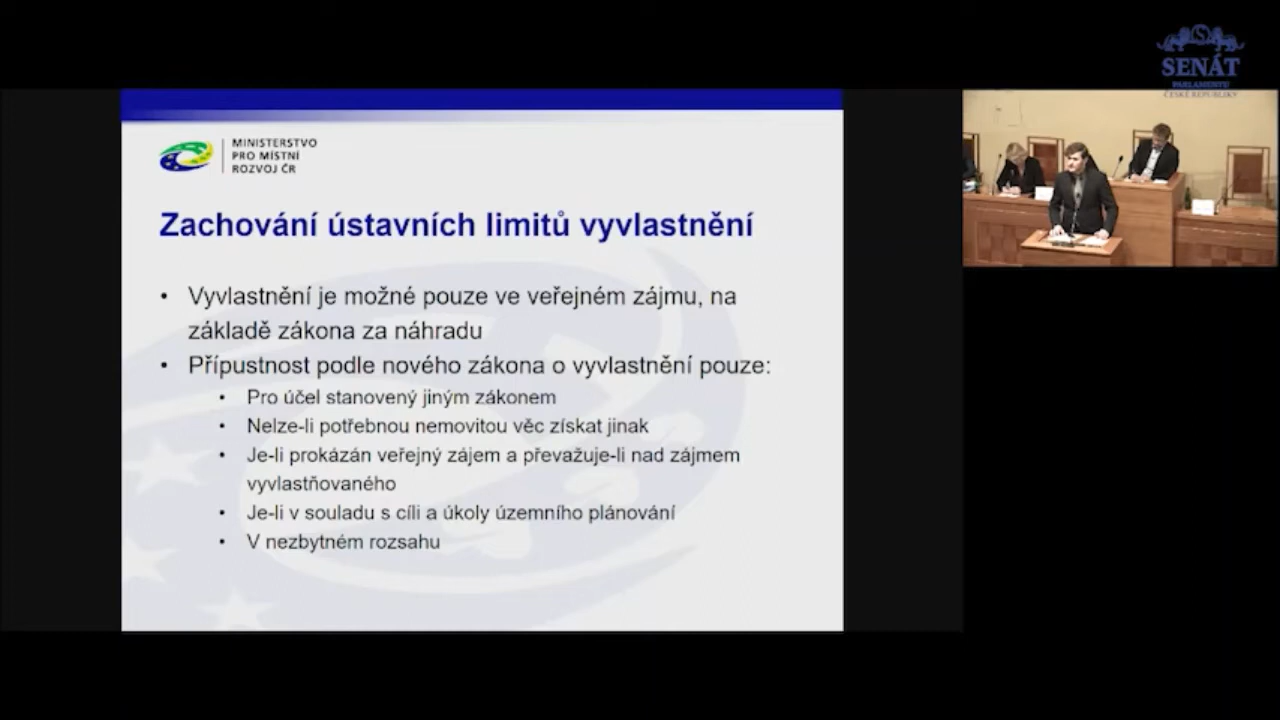 SENÁT
PARLAMENTU
ČESKÉ REPUBLIKY
MINISTERSTVO
PRO MÍSTNÍ
ROZVOJ ČR
Zachování ústavních limitů vyvlastnění
• Vyvlastnění je možné pouze ve veřejném zájmu, na
základě zákona za náhradu
• Přípustnost podle nového zákona o vyvlastnění pouze:
• Pro účel stanovený jiným zákonem
• Nelze-li potřebnou nemovitou věc získat jinak
• Je-li prokázán veřejný zájem a převažuje-li nad zájmem
vyvlastňovaného
• Je-li v souladu s cíli a úkoly územního plánování
• V nezbytném rozsahu